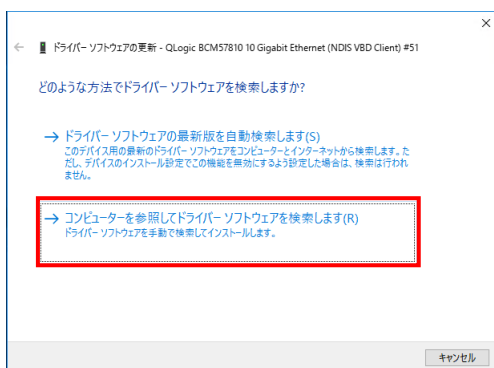 ドライバー ソフトウェアの更新 - QLogic BCM57810 10 Gigabit Ethernet (NDIS VBD Client) #51
どのような方法でドライバー ソフトウェアを検索しますか?
→ ドライバー ソフトウェアの最新版を自動検索します(S)
このデバイス用の最新のドライバー ソフトウェアをコンピューターとインターネットから検索します。た
だし、デバイスのインストール設定でこの機能を無効にするよう設定した場合は、検索は行われ
ません。
→ コンピューターを参照してドライバー ソフトウェアを検索します(R)
ドライバー ソフトウェアを手動で検索してインストールします。
キャンセル